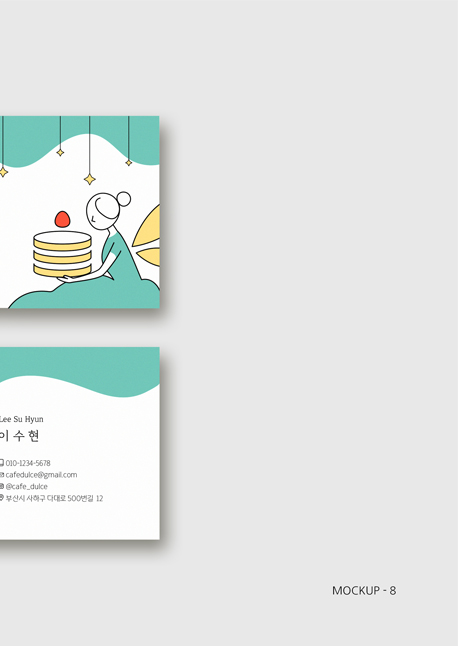 Lee Su Hyun
이 수 현
010-1234-5678
cafedulce@gmail.com
@cafe_dulce
부산시 사하구 다대로 500번길 12
MOCKUP - 8